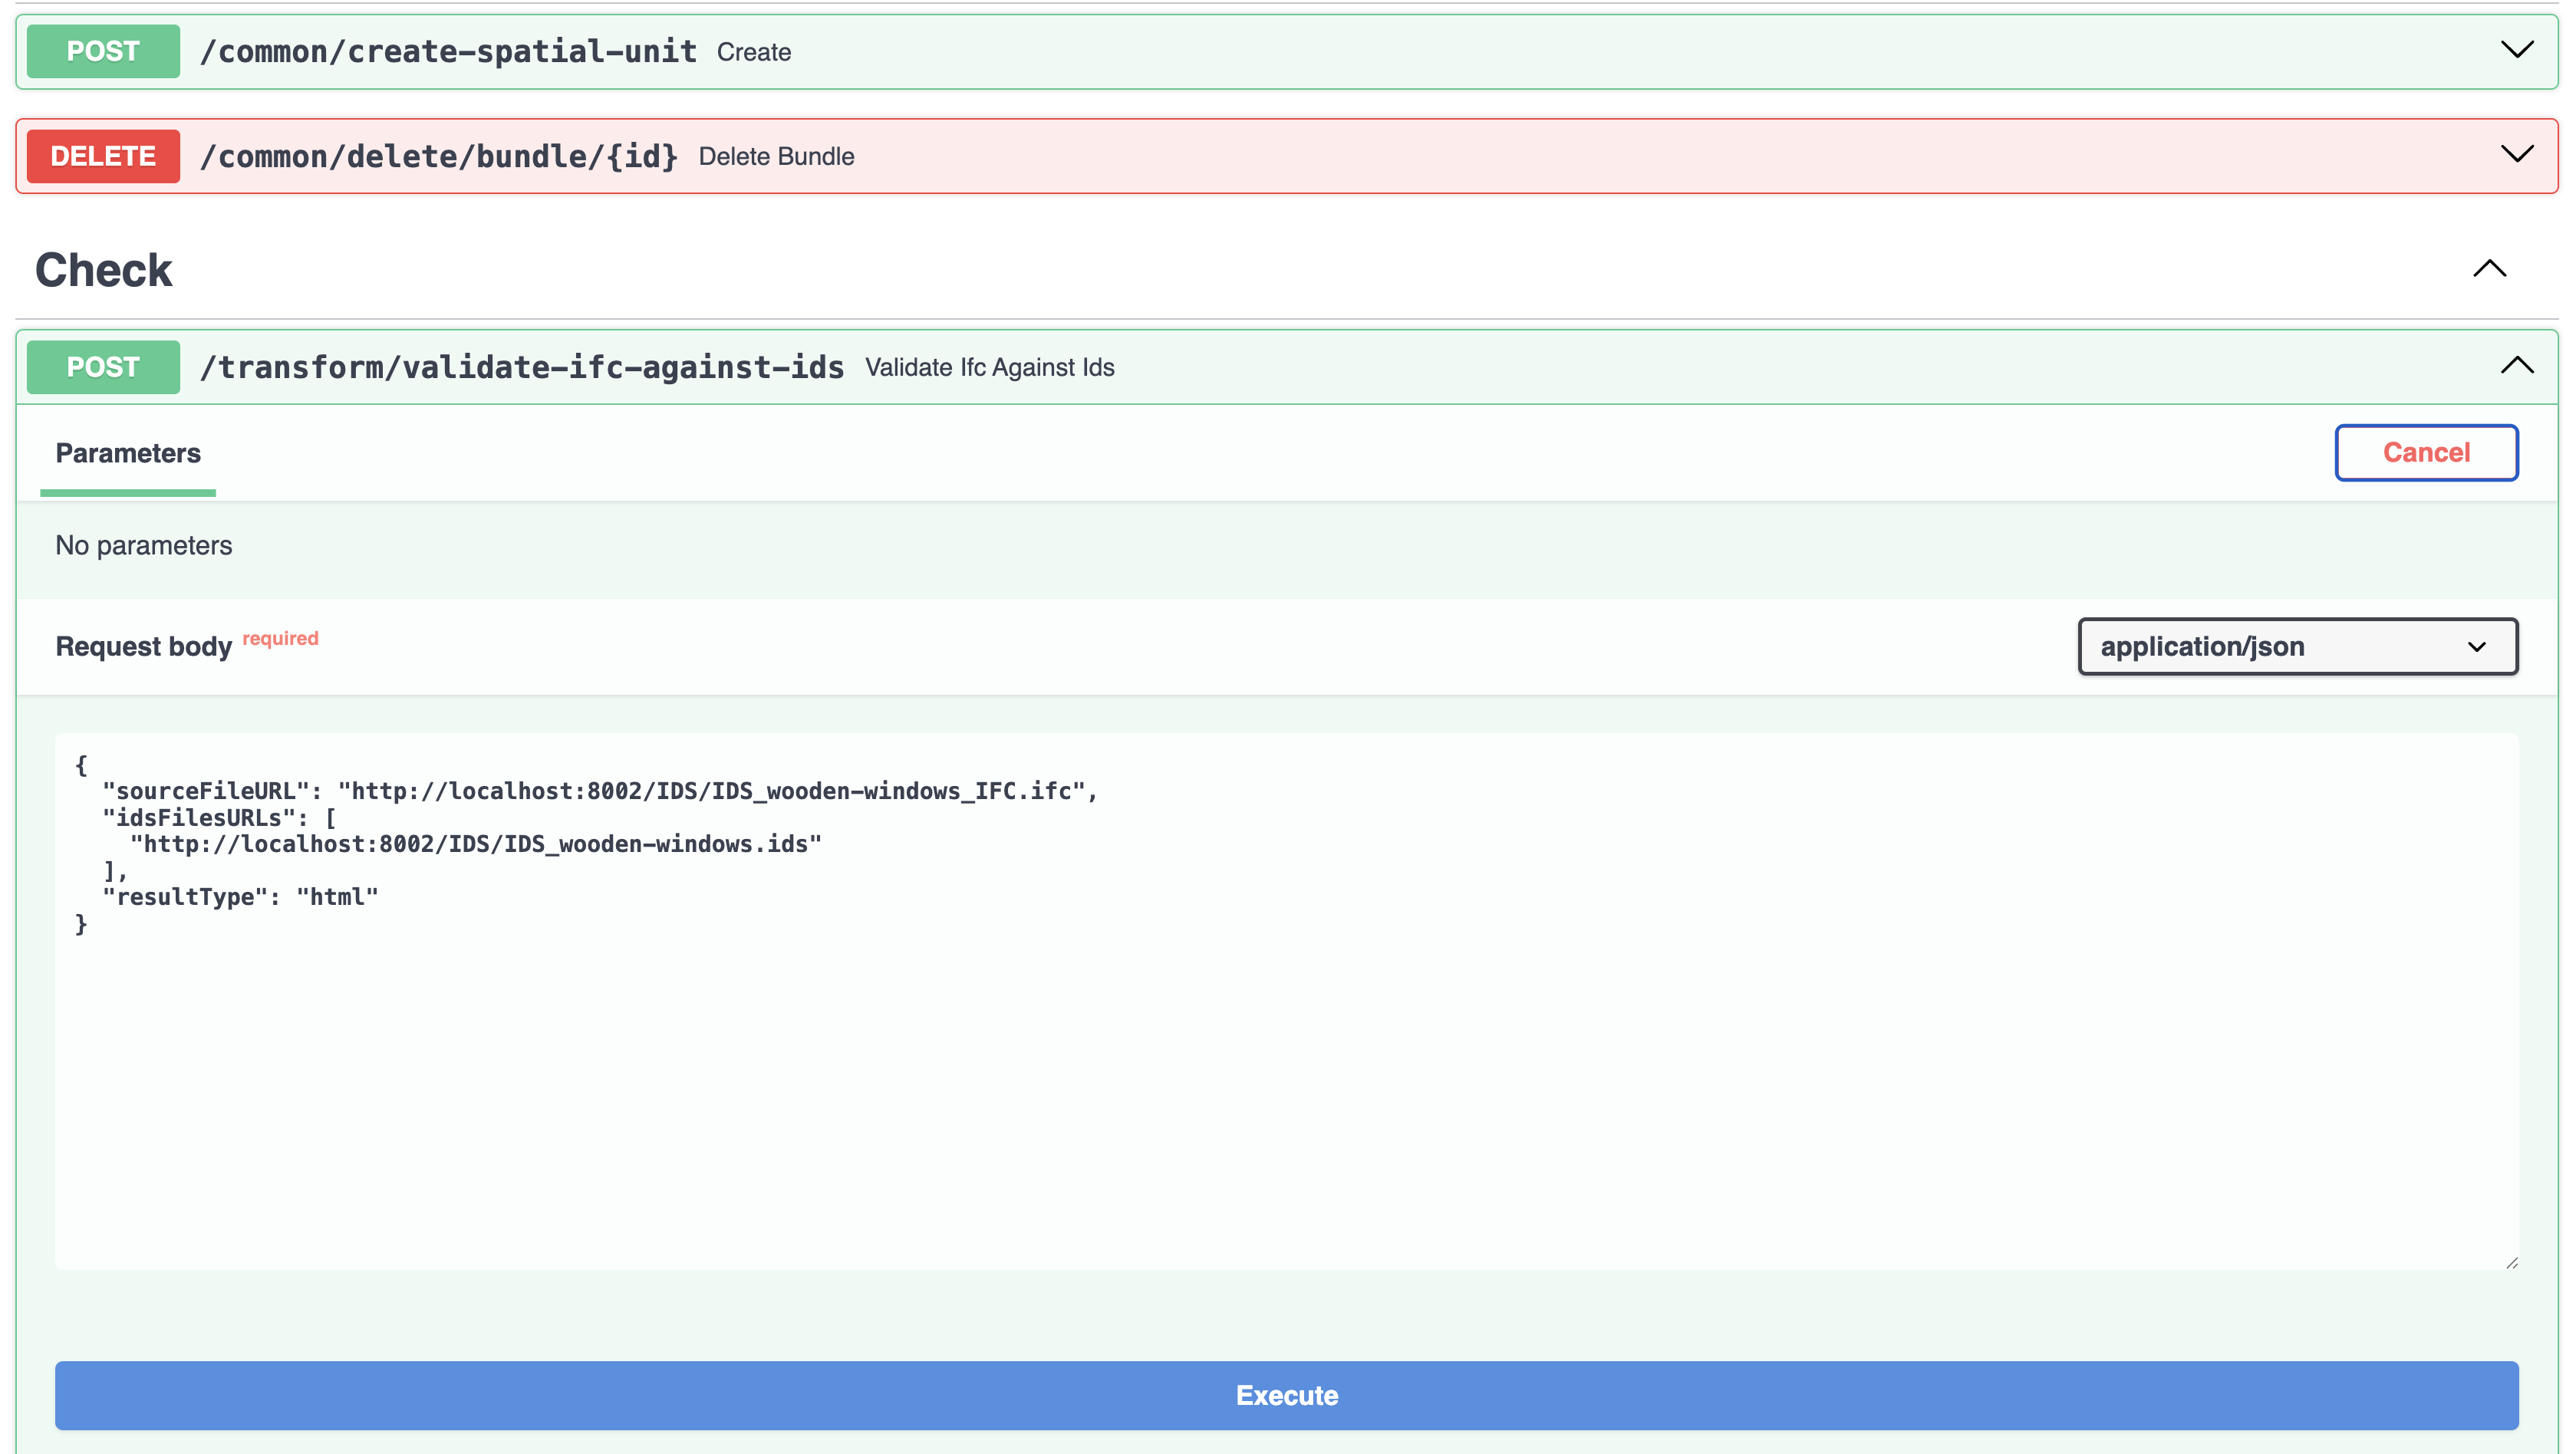 POST /common/create-spatial-unit Create
DELETE /common/delete/bundle/{id} Delete Bundle
Check
POST /transform/validate-ifc-against-ids Validate Ifc Against Ids
Parameters
Cancel
No parameters
Request body required
application/json
{
  "sourceFileURL": "http://localhost:8002/IDS/IDS_wooden-windows_IFC.ifc",
  "idsFilesURLs": [
    "http://localhost:8002/IDS/IDS_wooden-windows.ids"
  ],
  "resultType": "html"
}
Execute